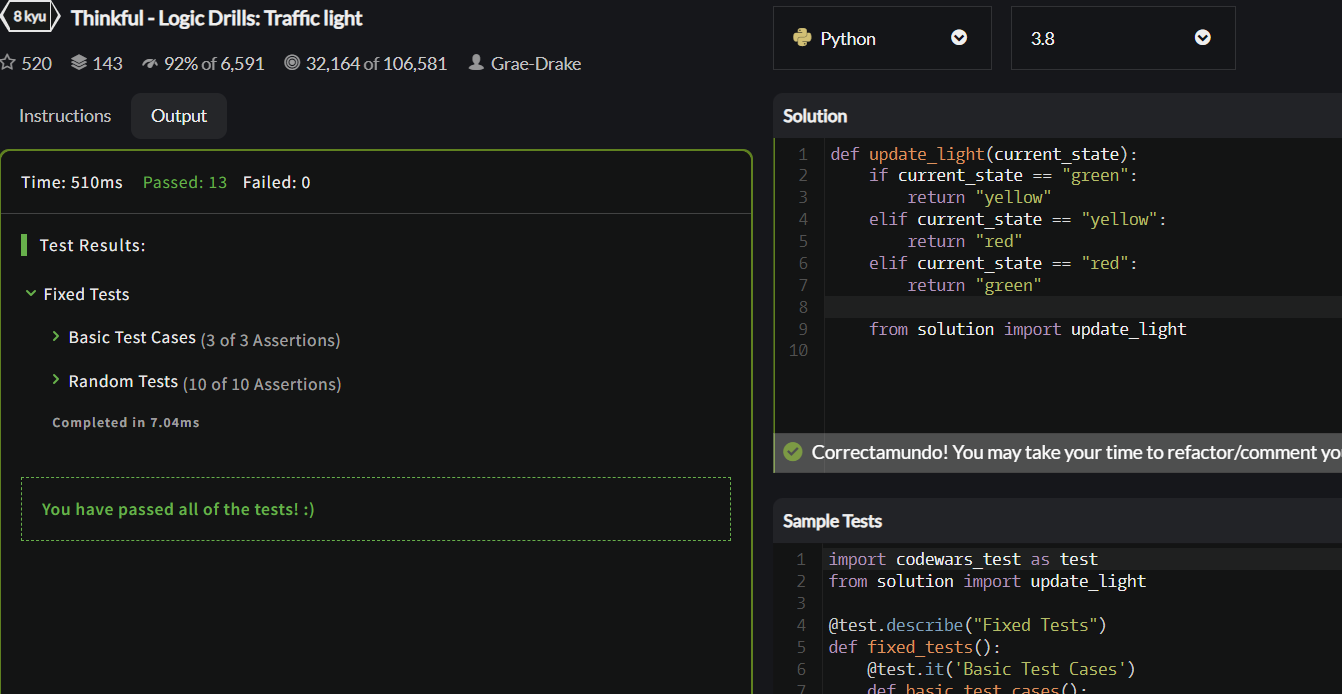 8 kyu Thinkful - Logic Drills: Traffic light
520 143 92% of 6,591 32,164 of 106,581 Grae-Drake
Instructions Output
Time: 510ms Passed: 13 Failed: 0
Test Results:
Fixed Tests
Basic Test Cases (3 of 3 Assertions)
Random Tests (10 of 10 Assertions)
Completed in 7.04ms
You have passed all of the tests! :)
Python 3.8
Solution
1 def update_light(current_state):
2 if current_state == "green":
3 return "yellow"
4 elif current_state == "yellow":
5 return "red"
6 elif current_state == "red":
7 return "green"
8
9 from solution import update_light
10
Correctamundo! You may take your time to refactor/comment yo
Sample Tests
1 import codewars_test as test
2 from solution import update_light
3
4 @test.describe("Fixed Tests")
5 def fixed_tests():
6 @test.it('Basic Test Cases')
7 def basic_test_cases():